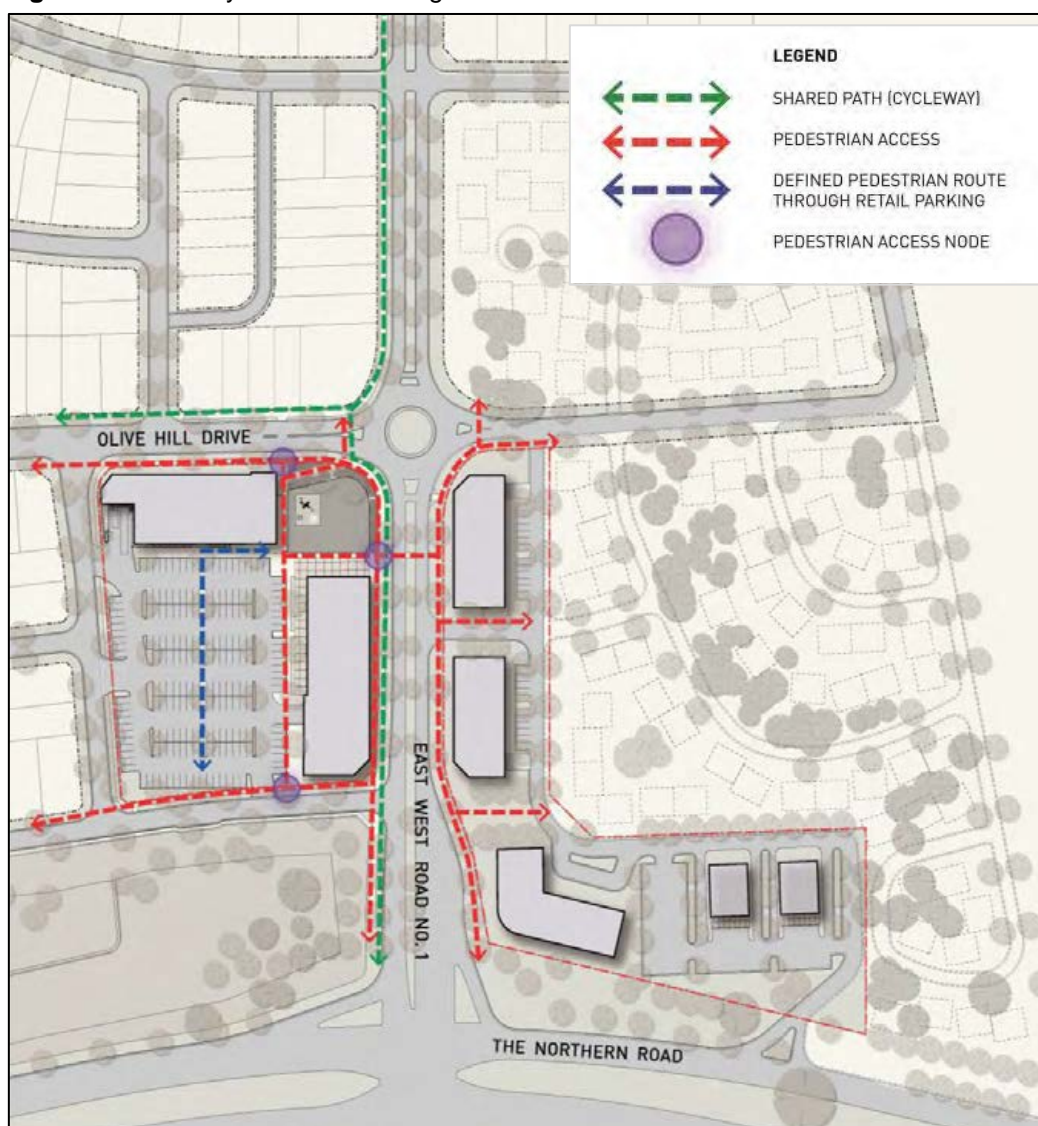 LEGEND
SHARED PATH (CYCLEWAY)
PEDESTRIAN ACCESS
DEFINED PEDESTRIAN ROUTE
THROUGH RETAIL PARKING
PEDESTRIAN ACCESS NODE
OLIVE HILL DRIVE
EAST WEST ROAD NO. 1
THE NORTHERN ROAD